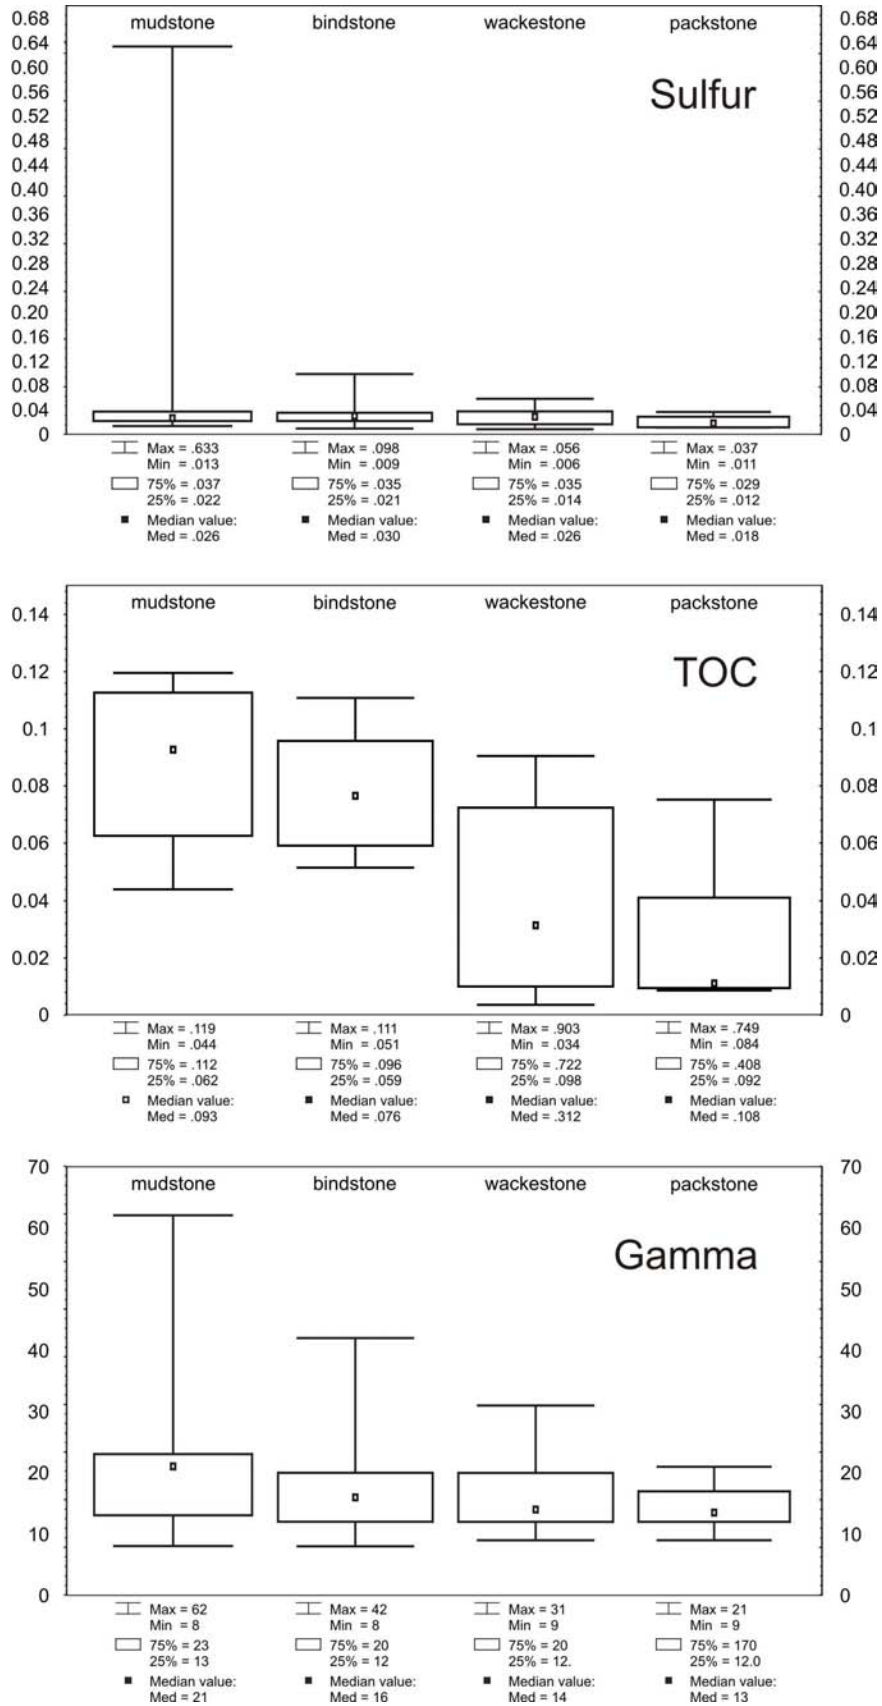 mudstone bindstone wackestone packstone
Sulfur
0.68 0.68
0.64 0.64
0.60 0.60
0.56 0.56
0.52 0.52
0.48 0.48
0.44 0.44
0.40 0.40
0.36 0.36
0.32 0.32
0.28 0.28
0.24 0.24
0.20 0.20
0.16 0.16
0.12 0.12
0.08 0.08
0.04 0.04
0 0
Max = .633 Max = .098 Max = .056 Max = .037
Min = .013 Min = .009 Min = .006 Min = .011
75% = .037 75% = .035 75% = .035 75% = .029
25% = .022 25% = .021 25% = .014 25% = .012
Median value: Median value: Median value: Median value:
Med = .026 Med = .030 Med = .026 Med = .018
mudstone bindstone wackestone packstone
TOC
0.14 0.14
0.12 0.12
0.1 0.1
0.08 0.08
0.06 0.06
0.04 0.04
0.02 0.02
0 0
Max = .119 Max = .111 Max = .903 Max = .749
Min = .044 Min = .051 Min = .034 Min = .084
75% = .112 75% = .096 75% = .722 75% = .408
25% = .062 25% = .059 25% = .098 25% = .092
Median value: Median value: Median value: Median value:
Med = .093 Med = .076 Med = .312 Med = .108
mudstone bindstone wackestone packstone
Gamma
70 70
60 60
50 50
40 40
30 30
20 20
10 10
0 0
Max = 62 Max = 42 Max = 31 Max = 21
Min = 8 Min = 8 Min = 9 Min = 9
75% = 23 75% = 20 75% = 20 75% = 170
25% = 13 25% = 12 25% = 12. 25% = 12.0
Median value: Median value: Median value: Median value:
Med = 21 Med = 16 Med = 14 Med = 13